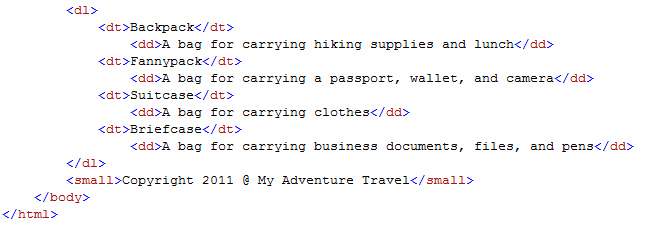 <dl>
<dt>Backpack</dt>
<dd>A bag for carrying hiking supplies and lunch</dd>
<dt>Fannypack</dt>
<dd>A bag for carrying a passport, wallet, and camera</dd>
<dt>Suitcase</dt>
<dd>A bag for carrying clothes</dd>
<dt>Briefcase</dt>
<dd>A bag for carrying business documents, files, and pens</dd>
</dl>
<small>Copyright 2011 @ My Adventure Travel</small>
</body>
</html>